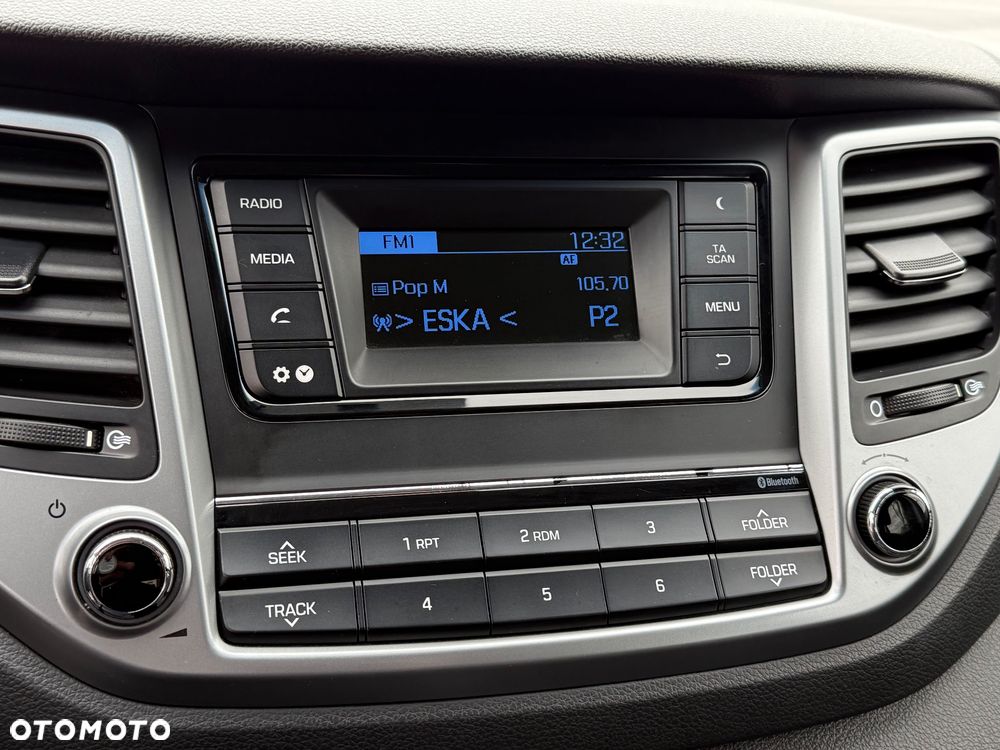 RADIO
MEDIA
FM1 12:32
AF
Pop M 105.70
> ESKA < P2
TA
SCAN
MENU
Bluetooth
SEEK
1 RPT
2 RDM
3
FOLDER
TRACK
4
5
6
FOLDER
OTOMOTO